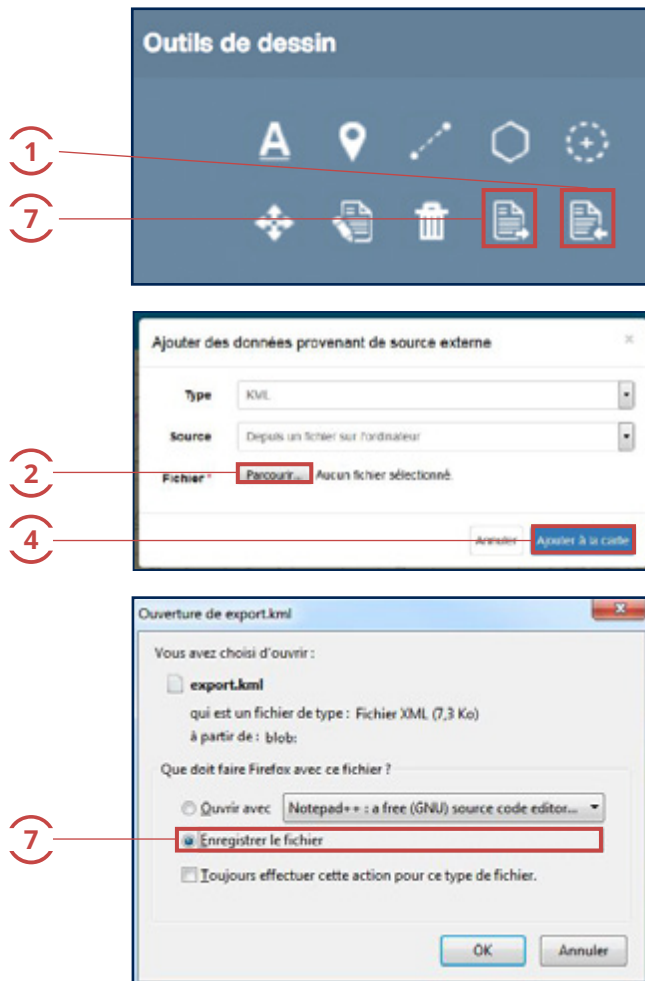 Outils de dessin
A
1
7
Ajouter des données provenant de source externe
×
Type KML
Source Depuis un fichier sur l'ordinateur
2
Fichier * Parcourir... Aucun fichier sélectionné.
4
Annuler Ajouter à la carte
Ouverture de export.kml
x
Vous avez choisi d'ouvrir :
export.kml
qui est un fichier de type : Fichier XML (7,3 Ko)
à partir de : blob:
Que doit faire Firefox avec ce fichier ?
Ouvrir avec Notepad++ : a free (GNU) source code editor...
7
Enregistrer le fichier
Toujours effectuer cette action pour ce type de fichier.
OK Annuler